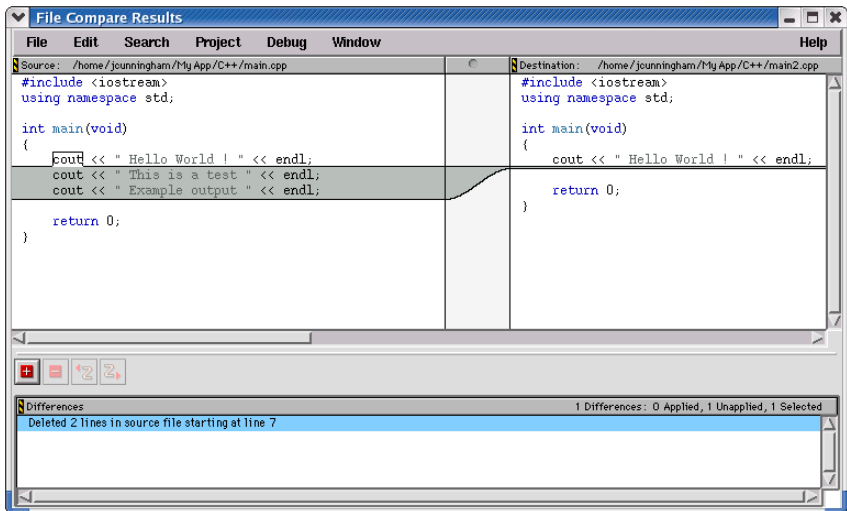 File Compare Results
File Edit Search Project Debug Window Help
Source: /home/jcunningham/My App/C++/main.cpp
#include <iostream>
using namespace std;

int main(void)
{
    cout << " Hello World ! " << endl;
    cout << " This is a test " << endl;
    cout << " Example output " << endl;

    return 0;
}
Destination: /home/jcunningham/My App/C++/main2.cpp
#include <iostream>
using namespace std;

int main(void)
{
    cout << " Hello World ! " << endl;

    return 0;
}
Differences 1 Differences: 0 Applied, 1 Unapplied, 1 Selected
Deleted 2 lines in source file starting at line 7